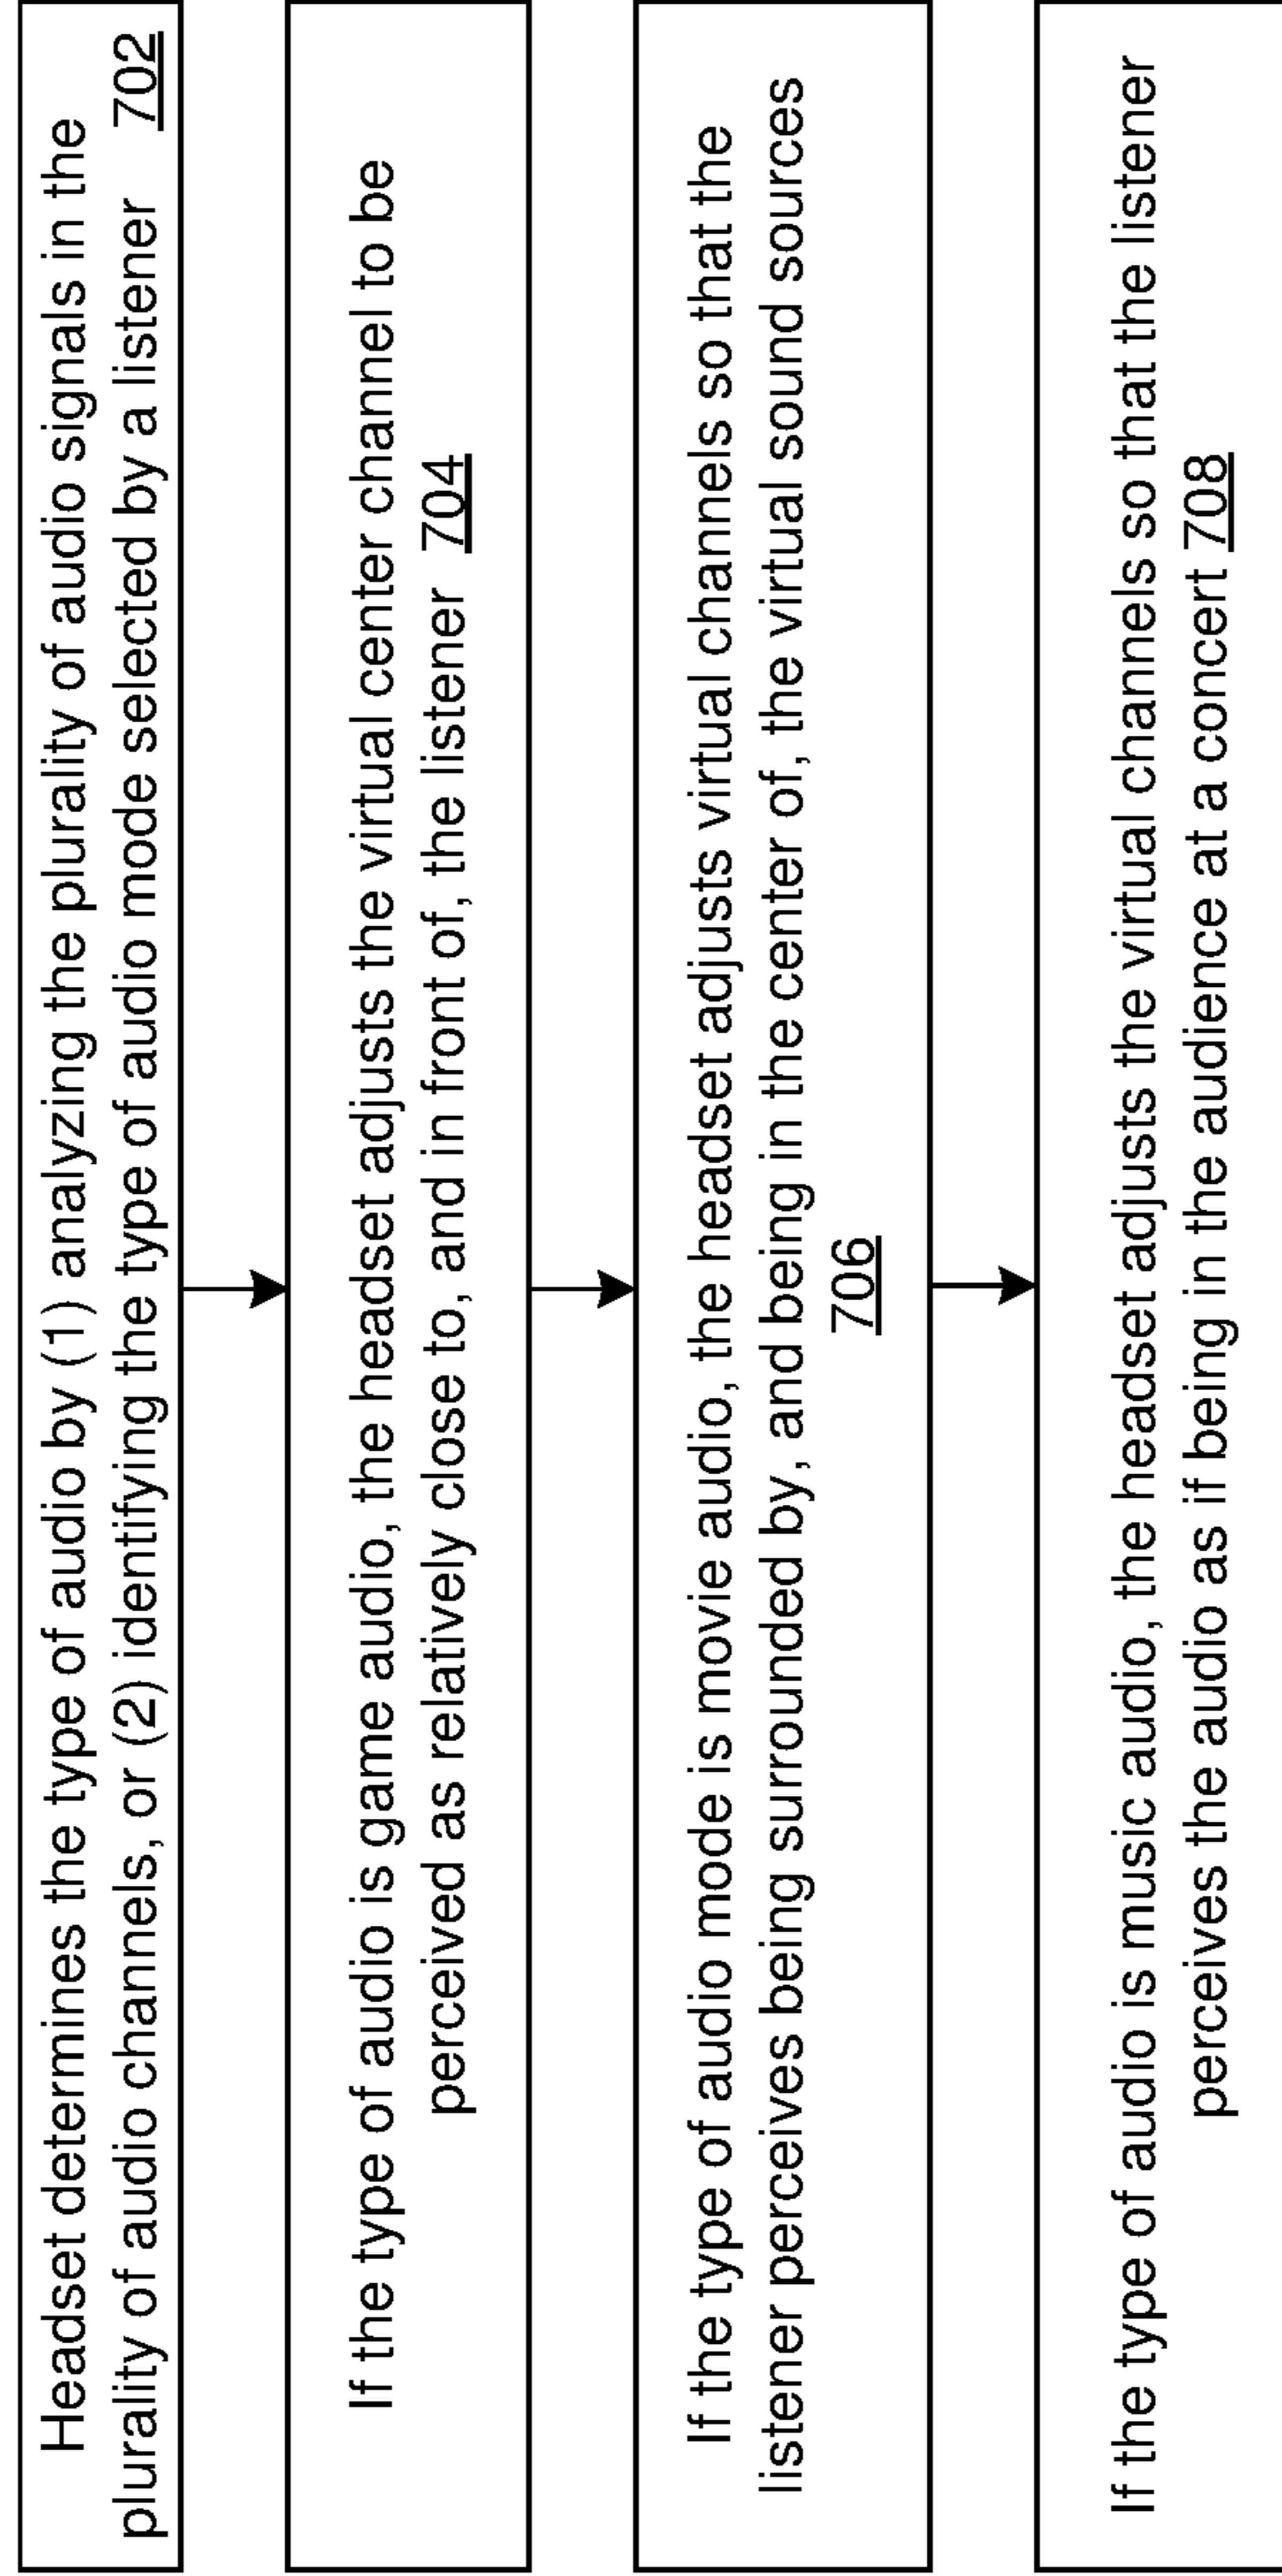 Headset determines the type of audio by (1) analyzing the plurality of audio signals in the
plurality of audio channels, or (2) identifying the type of audio mode selected by a listener 702
If the type of audio is game audio, the headset adjusts the virtual center channel to be
perceived as relatively close to, and in front of, the listener 704
If the type of audio mode is movie audio, the headset adjusts virtual channels so that the
listener perceives being surrounded by, and being in the center of, the virtual sound sources
706
If the type of audio is music audio, the headset adjusts the virtual channels so that the listener
perceives the audio as if being in the audience at a concert 708